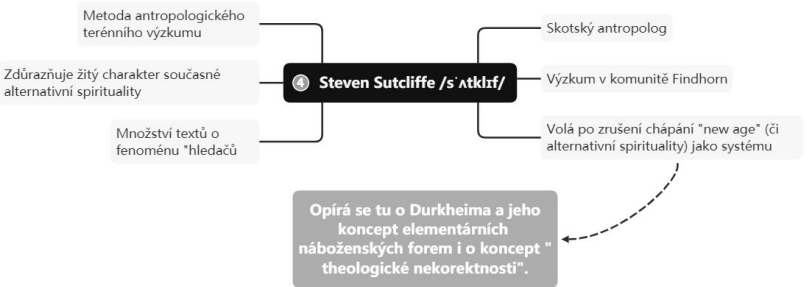 Metoda antropologického
terénního výzkumu
Zdůrazňuje žitý charakter současné
alternativní spirituality
Množství textů o
fenoménu "hledačů
4 Steven Sutcliffe /sˈʌtklɪf/
Skotský antropolog
Výzkum v komunitě Findhorn
Volá po zrušení chápání "new age" (či
alternativní spirituality) jako systému
Opírá se tu o Durkheima a jeho
koncept elementárních
náboženských forem i o koncept "
theologické nekorektnosti".